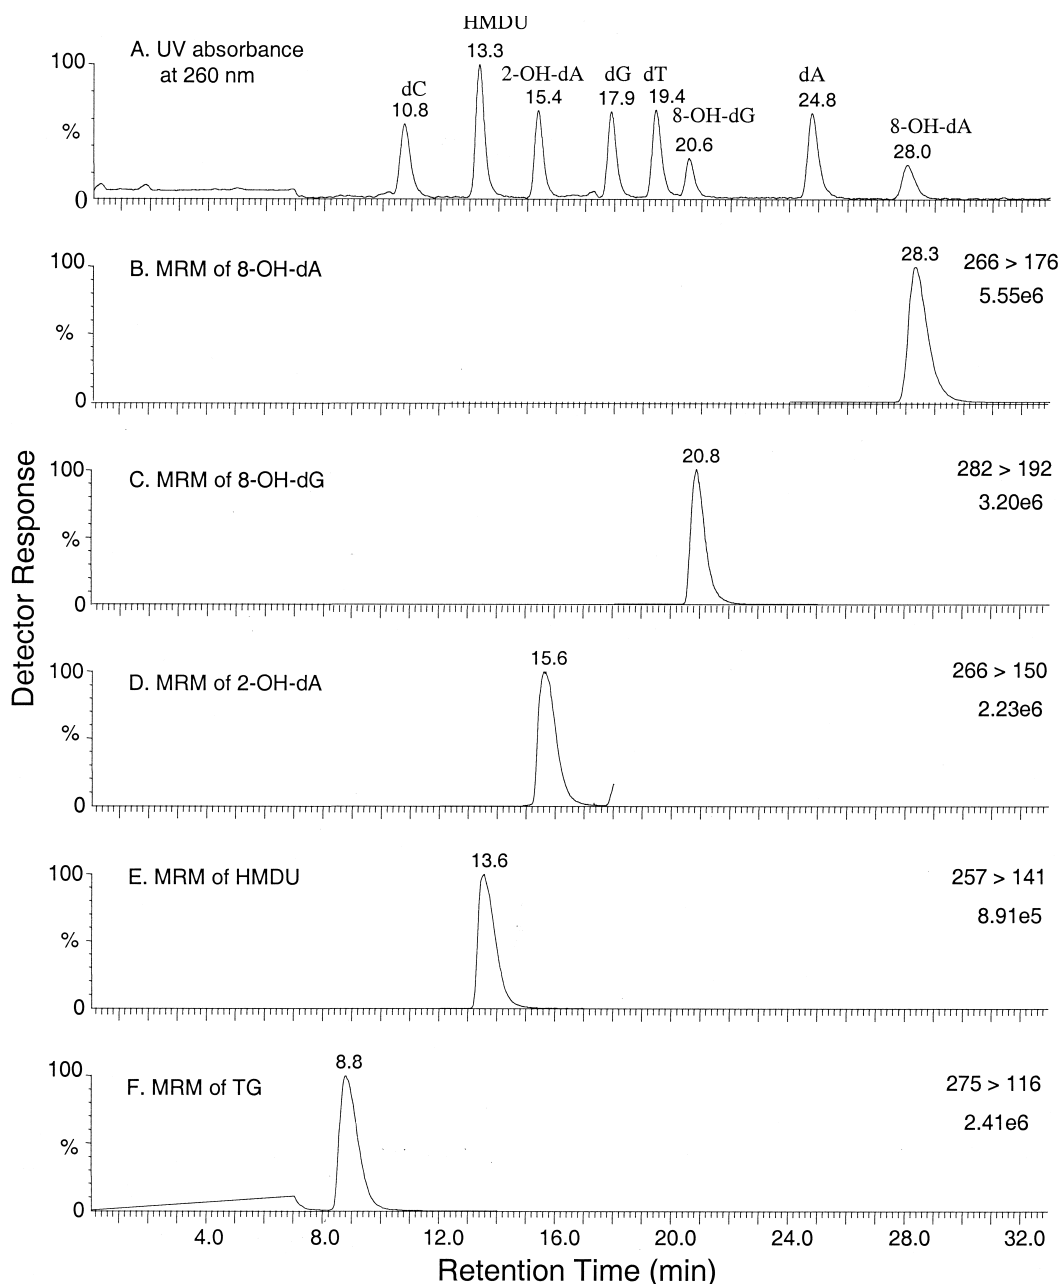 HMDU
A. UV absorbance
at 260 nm
100
%
0
dC
10.8
13.3
2-OH-dA
15.4
dG
17.9
dT
19.4
8-OH-dG
20.6
dA
24.8
8-OH-dA
28.0
B. MRM of 8-OH-dA
100
%
0
28.3
266 > 176
5.55e6
C. MRM of 8-OH-dG
100
%
0
20.8
282 > 192
3.20e6
Detector Response
D. MRM of 2-OH-dA
100
%
0
15.6
266 > 150
2.23e6
E. MRM of HMDU
100
%
0
13.6
257 > 141
8.91e5
F. MRM of TG
100
%
0
8.8
275 > 116
2.41e6
4.0 8.0 12.0 16.0 20.0 24.0 28.0 32.0
Retention Time (min)